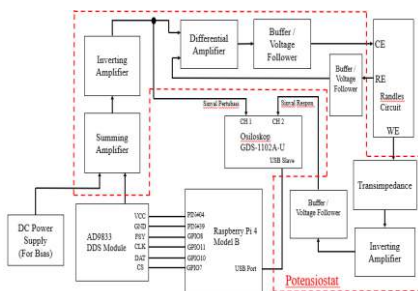 Differential
Amplifier
Buffer /
Voltage
Follower
CE
Inverting
Amplifier
Buffer /
Voltage
Follower
RE
Randles
Circuit
Sinyal Respon
CH 1
CH 2
Osiloskop
GDS-1102A-U
USB Slave
WE
Summing
Amplifier
Transimpedance
Buffer /
Voltage Follower
Inverting
Amplifier
DC Power
Supply
(For Bias)
AD9833
DDS Module
VCC
GND
FSY
CLK
DAT
CS
GPIO8
GPIO11
GPIO10
GPIO7
Raspberry Pi 4
Model B
USB Port
Potensiostat